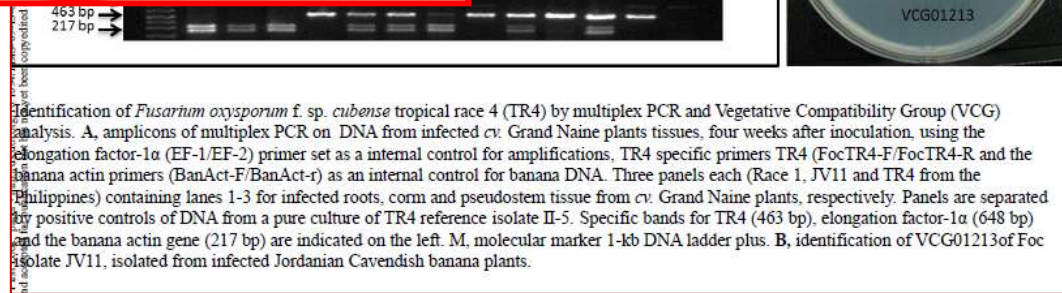 463 bp
217 bp
VCG01213
Identification of Fusarium oxysporum f. sp. cubense tropical race 4 (TR4) by multiplex PCR and Vegetative Compatibility Group (VCG)
analysis. A, amplicons of multiplex PCR on DNA from infected cv. Grand Naine plants tissues, four weeks after inoculation, using the
elongation factor-1α (EF-1/EF-2) primer set as a internal control for amplifications, TR4 specific primers TR4 (FocTR4-F/FocTR4-R and the
banana actin primers (BanAct-F/BanAct-r) as an internal control for banana DNA. Three panels each (Race 1, JV11 and TR4 from the
Philippines) containing lanes 1-3 for infected roots, corm and pseudostem tissue from cv. Grand Naine plants, respectively. Panels are separated
by positive controls of DNA from a pure culture of TR4 reference isolate II-5. Specific bands for TR4 (463 bp), elongation factor-1α (648 bp)
and the banana actin gene (217 bp) are indicated on the left. M, molecular marker 1-kb DNA ladder plus. B, identification of VCG01213of Foc
isolate JV11, isolated from infected Jordanian Cavendish banana plants.
yet been copyedited